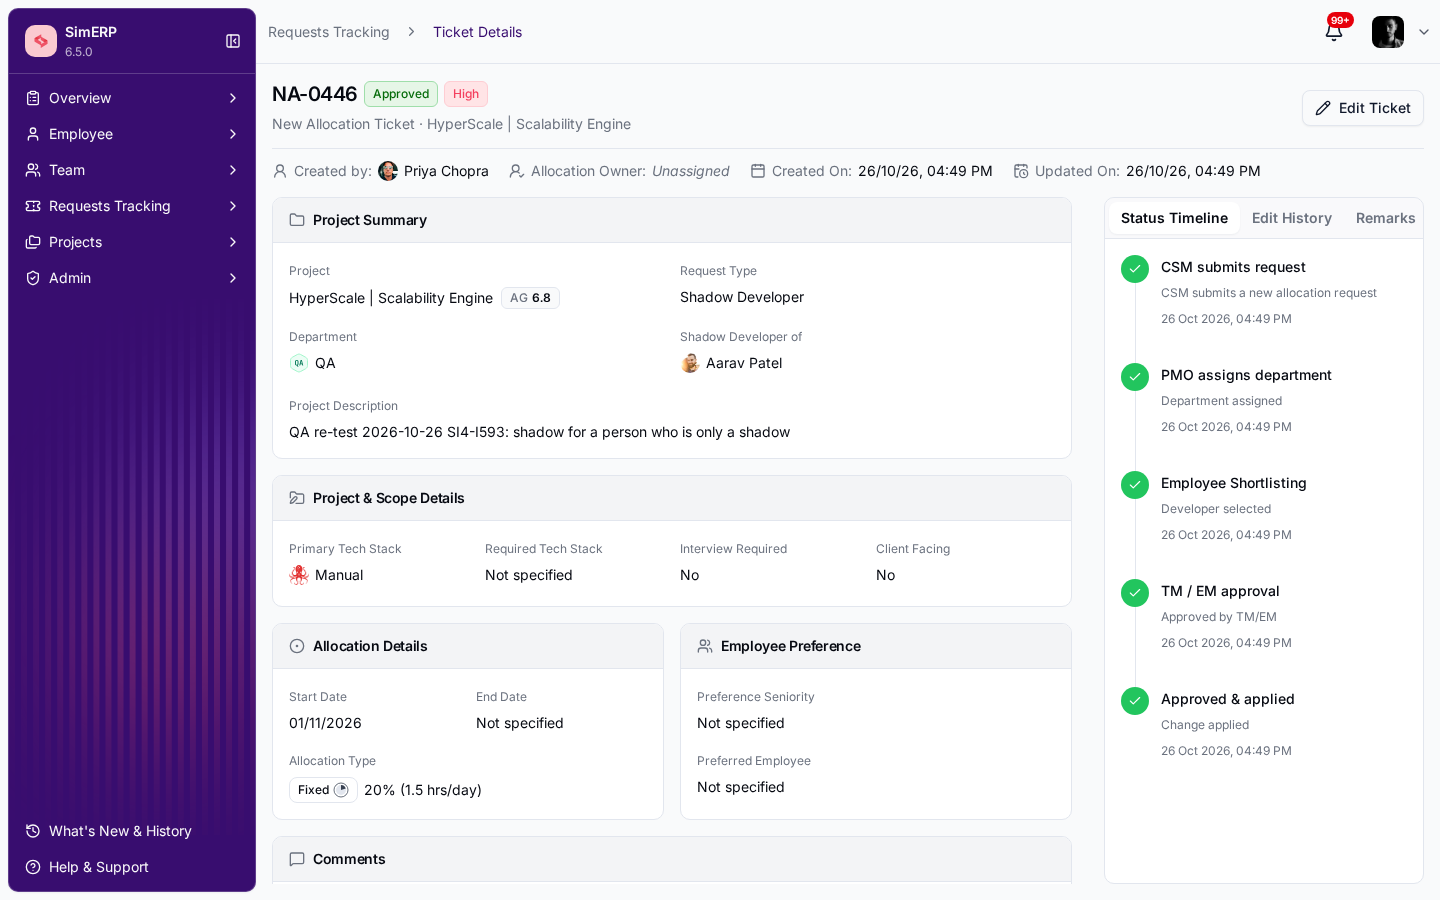 SimERP
6.5.0
Overview
Employee
Team
Requests Tracking
Projects
Admin
What's New & History
Help & Support
Requests Tracking
Ticket Details
99+
NA-0446
Approved
High
New Allocation Ticket · HyperScale | Scalability Engine
Edit Ticket
Created by: Priya Chopra
Allocation Owner: Unassigned
Created On: 26/10/26, 04:49 PM
Updated On: 26/10/26, 04:49 PM
Project Summary
Project
HyperScale | Scalability Engine AG 6.8
Request Type
Shadow Developer
Department
QA QA
Shadow Developer of
Aarav Patel
Project Description
QA re-test 2026-10-26 SI4-I593: shadow for a person who is only a shadow
Project & Scope Details
Primary Tech Stack
Manual
Required Tech Stack
Not specified
Interview Required
No
Client Facing
No
Allocation Details
Start Date
01/11/2026
End Date
Not specified
Allocation Type
Fixed 20% (1.5 hrs/day)
Employee Preference
Preference Seniority
Not specified
Preferred Employee
Not specified
Comments
Status Timeline
Edit History
Remarks
CSM submits request
CSM submits a new allocation request
26 Oct 2026, 04:49 PM
PMO assigns department
Department assigned
26 Oct 2026, 04:49 PM
Employee Shortlisting
Developer selected
26 Oct 2026, 04:49 PM
TM / EM approval
Approved by TM/EM
26 Oct 2026, 04:49 PM
Approved & applied
Change applied
26 Oct 2026, 04:49 PM